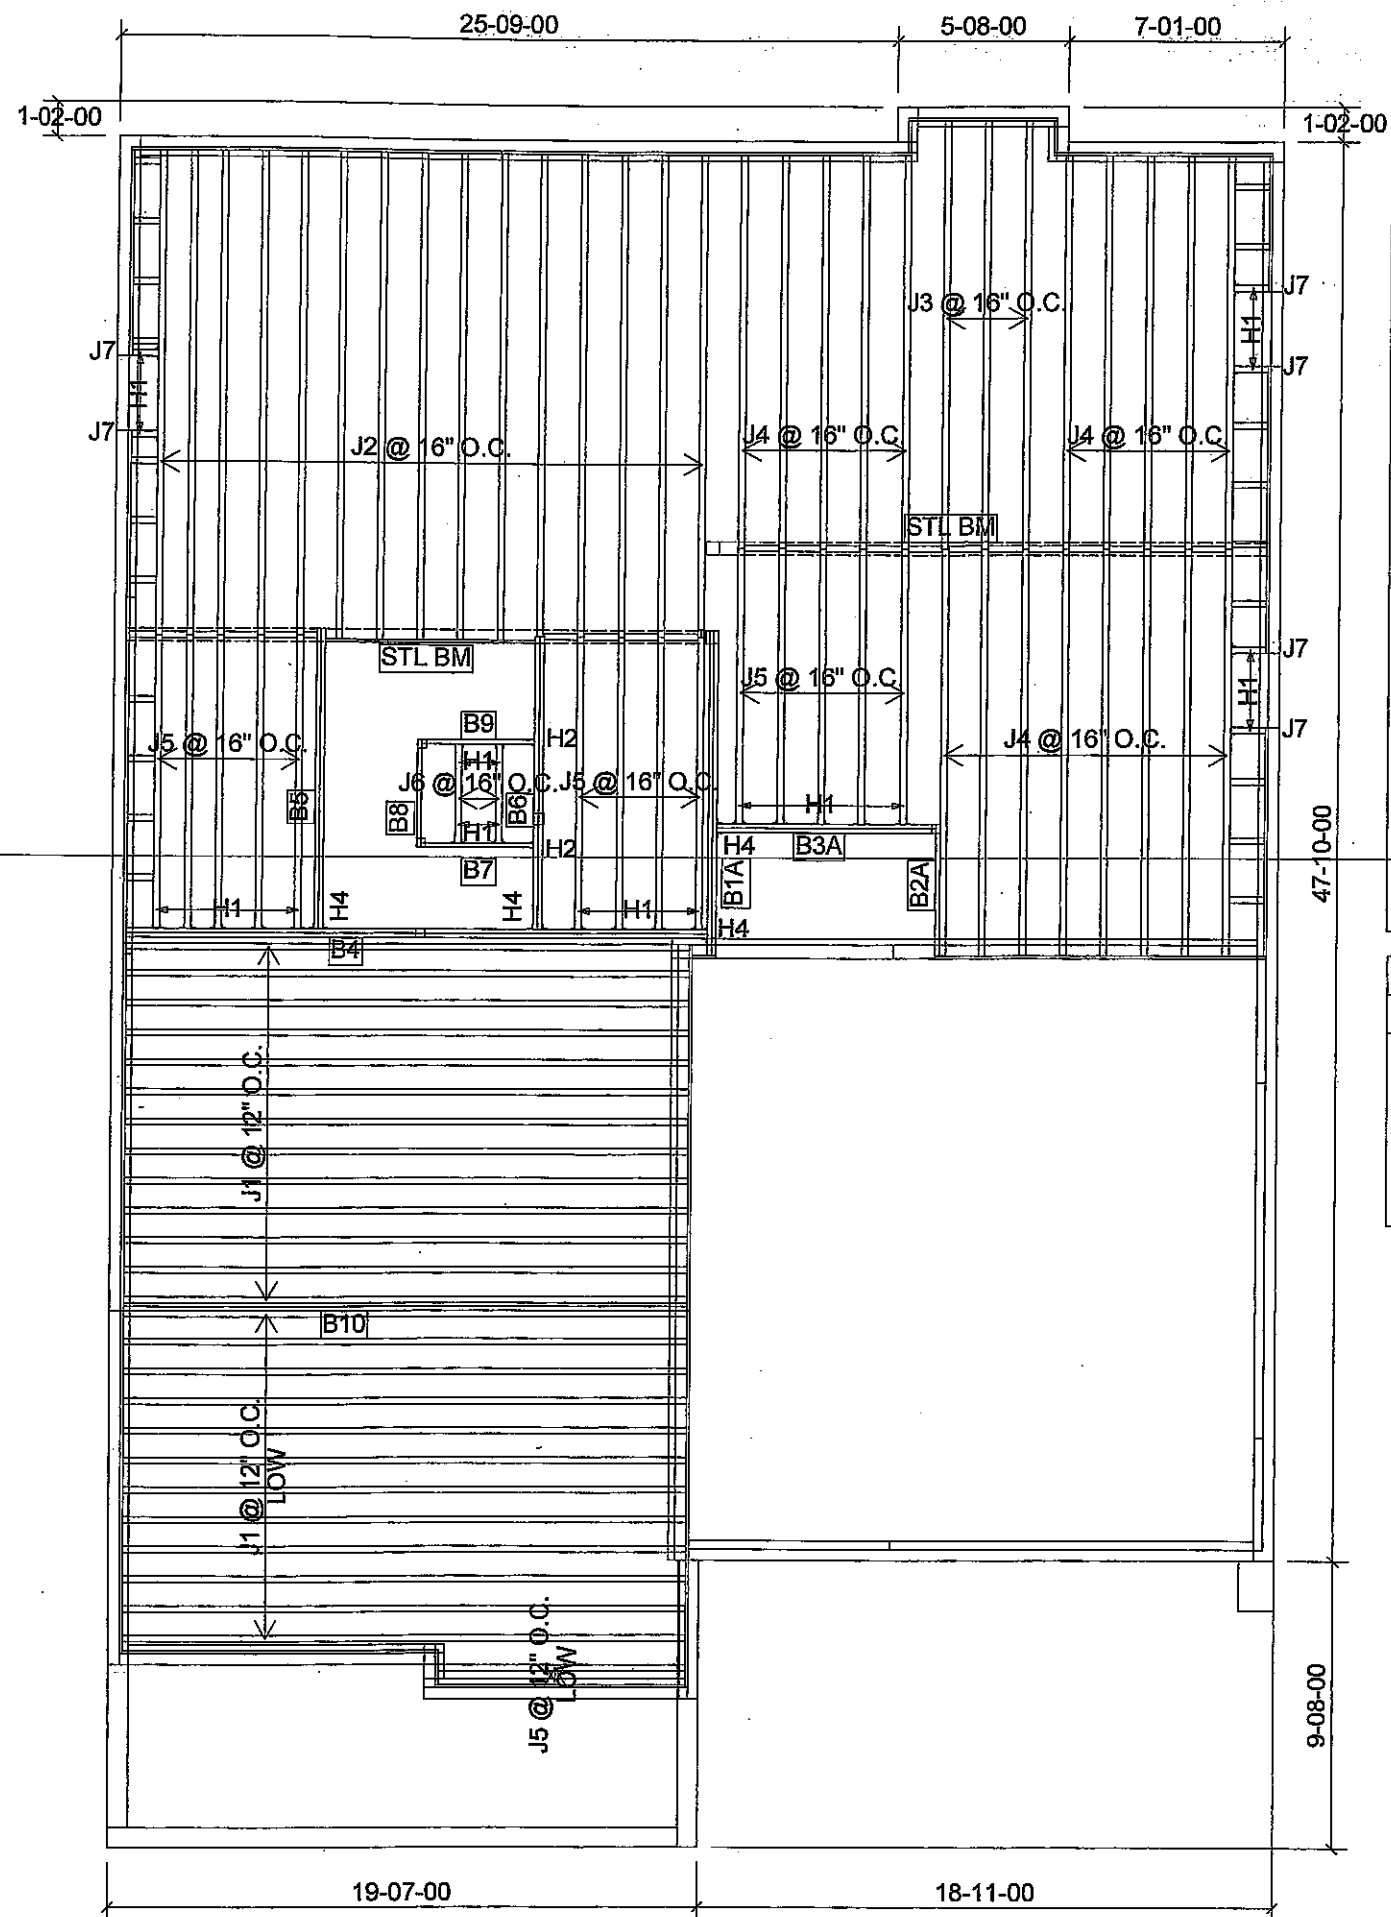 25-09-00
5-08-00
7-01-00
1-02-00
1-02-00
J7
J3 @ 16" O.C.
H1
J7
H1
J7
J7
J2 @ 16" O.C.
J4 @ 16" O.C.
J4 @ 16" O.C
STL BM
STL BM
J7
J5 @ 16" O.C.
H1
B9
H2
J7
J5 @ 16" O.C.
H1
J4 @ 16" O.C.
J6 @ 16" O.C.
J5 @ 16" O.C.
B5
B8
B6
H1
H1
H2
H4
B3A
B7
B1A
B2A
47-10-00
H1
H4
H4
H1
H4
B4
J1 @ 12" O.C.
B10
J1 @ 12" O.C.
LOW
J5 @ 12" O.C.
LOW
9-08-00
19-07-00
18-11-00